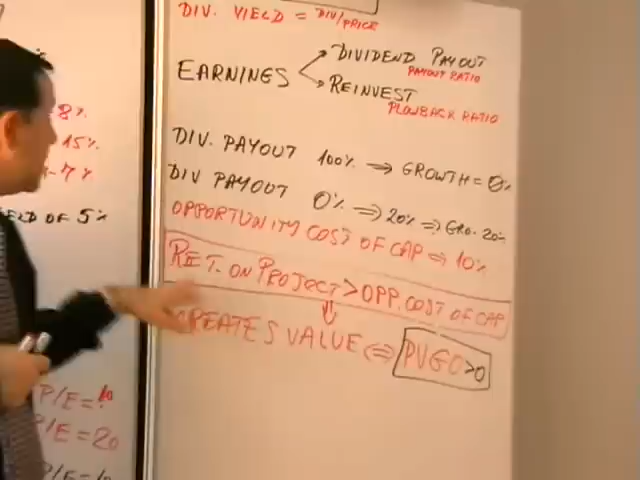 8%
15%
-7%
ELD OF 5%
P/E = 10
P/E = 20
P/E = 10
DIV. YIELD = DIV/PRICE
EARNINGS
DIVIDEND PAYOUT
PAYOUT RATIO
REINVEST
PLOWBACK RATIO
DIV. PAYOUT 100% ⇒ GROWTH = 0%
DIV PAYOUT 0% ⇒ 20% ⇒ GRO. 20%
OPPORTUNITY COST OF CAP ⇒ 10%
RET. ON PROJECT > OPP. COST OF CAP
⇓
CREATES VALUE ⇔ PVGO>0